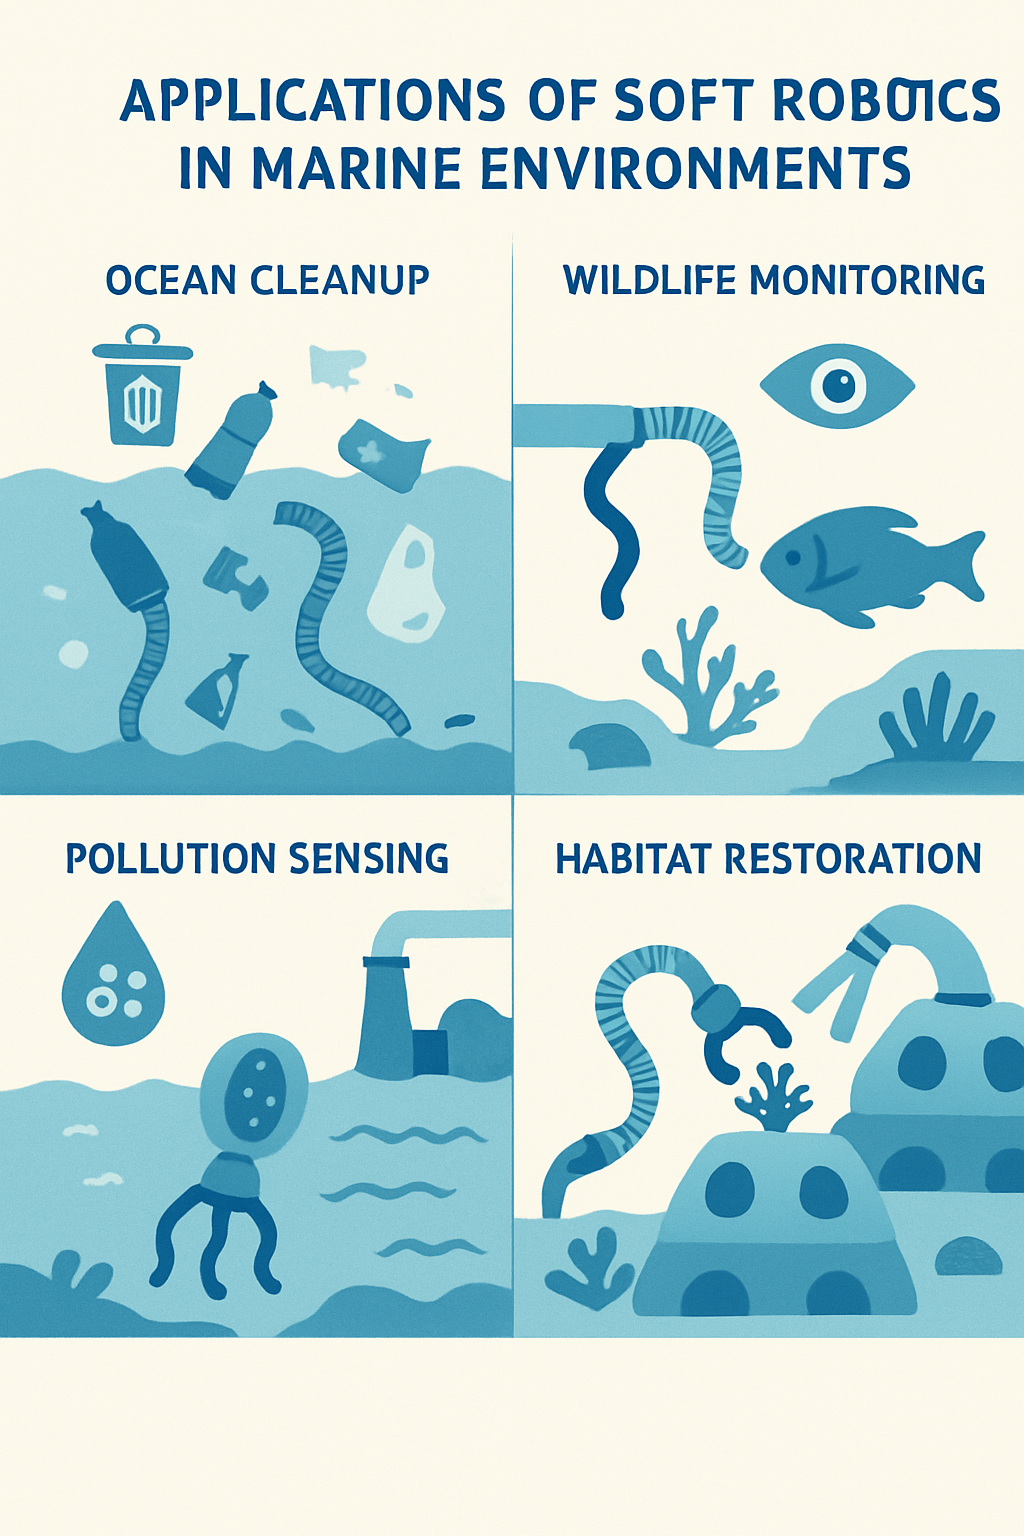 APPLICATIONS OF SOFT ROBOTICS
IN MARINE ENVIRONMENTS
OCEAN CLEANUP
WILDLIFE MONITORING
POLLUTION SENSING
HABITAT RESTORATION